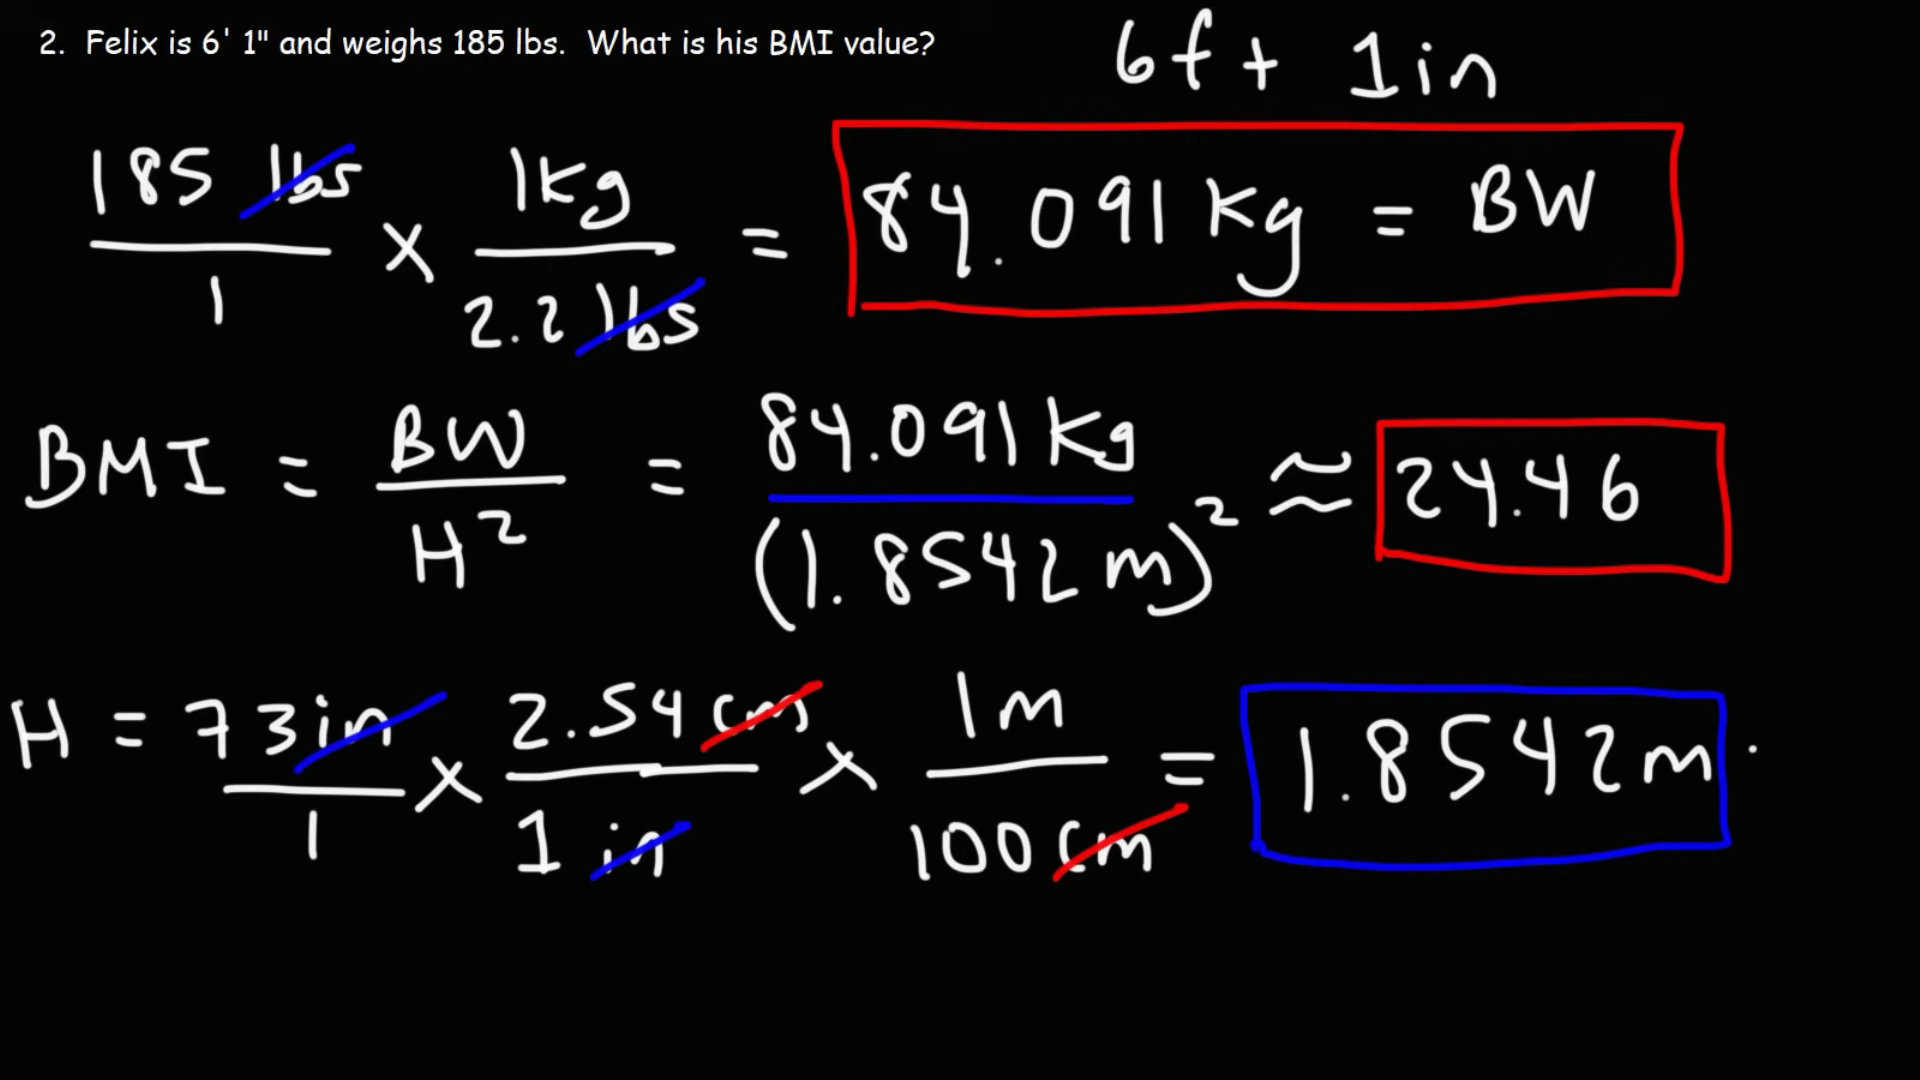 2. Felix is 6' 1" and weighs 185 lbs. What is his BMI value?
6f + 1in
185 lbs / 1 × 1kg / 2.2 lbs = 84.091 kg = BW
BMI = BW / H² = 84.091 kg / (1.8542 m)² ≈ 24.46
H = 73in / 1 × 2.54 cm / 1 in × 1m / 100 cm = 1.8542 m.